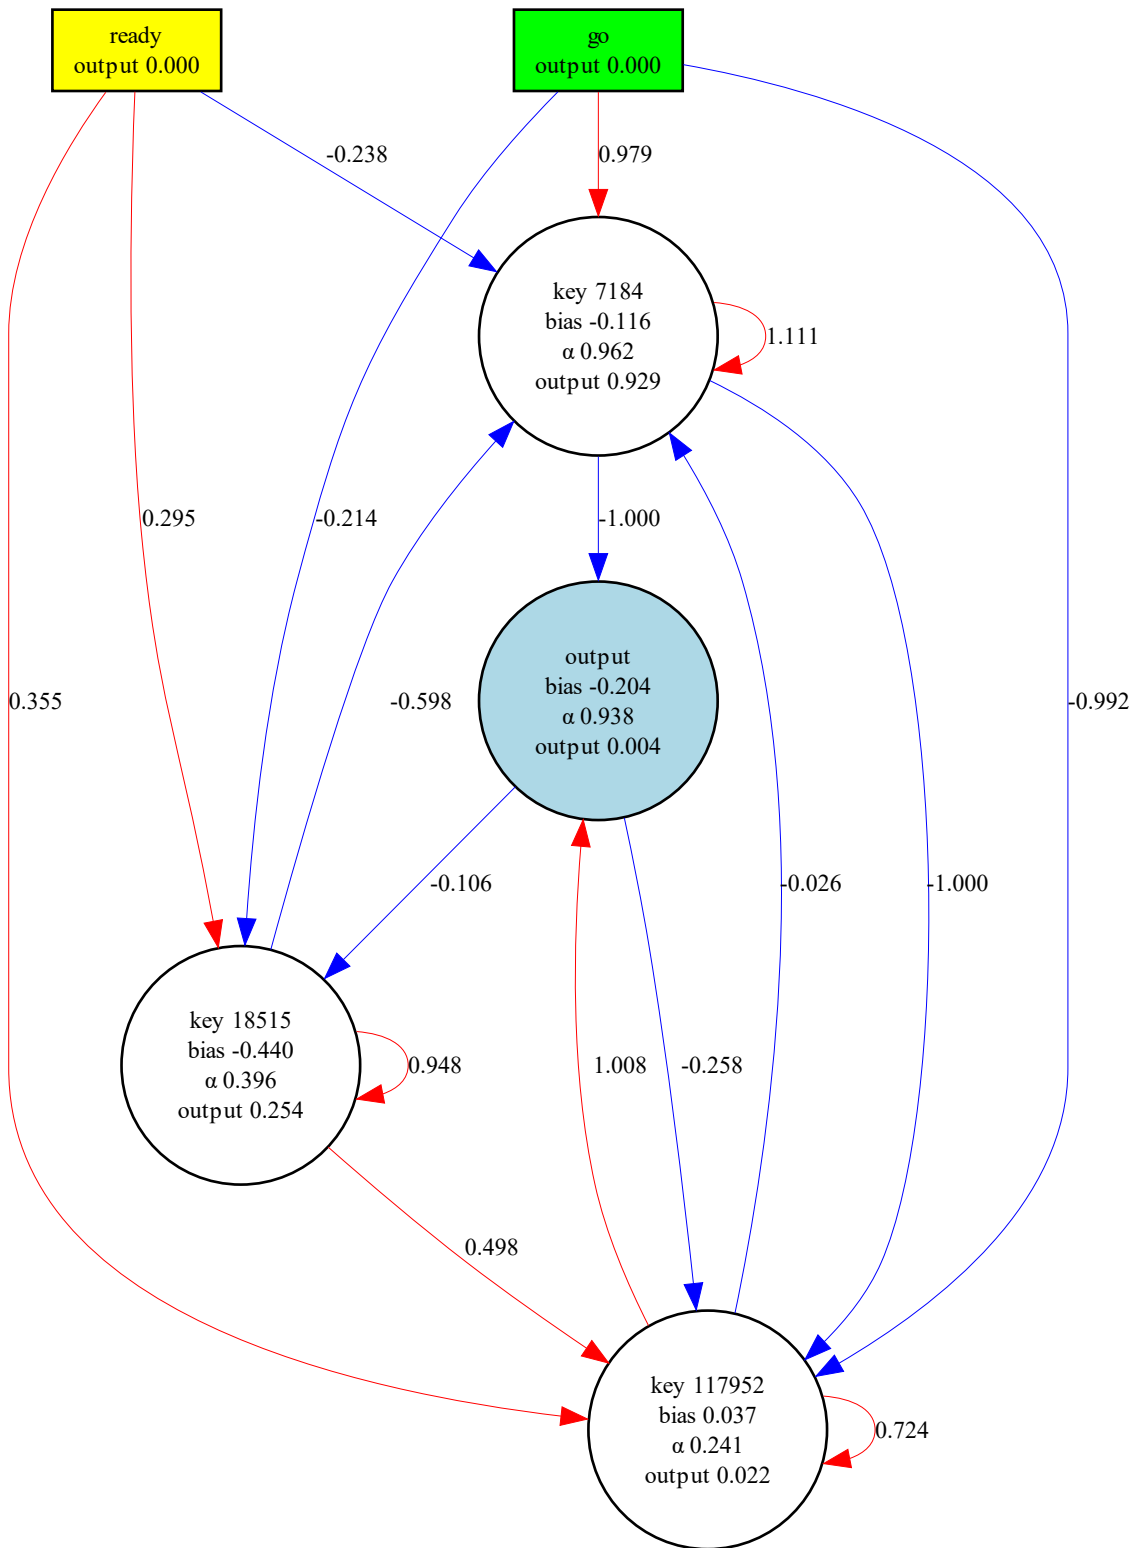 ready
output 0.000
go
output 0.000
-0.238
0.979
key 7184
bias -0.116
α 0.962
output 0.929
1.111
0.295
-0.214
-1.000
output
bias -0.204
α 0.938
output 0.004
0.355
-0.598
-0.992
-0.106
-0.026
-1.000
key 18515
bias -0.440
α 0.396
output 0.254
0.948
1.008
-0.258
0.498
key 117952
bias 0.037
α 0.241
output 0.022
0.724